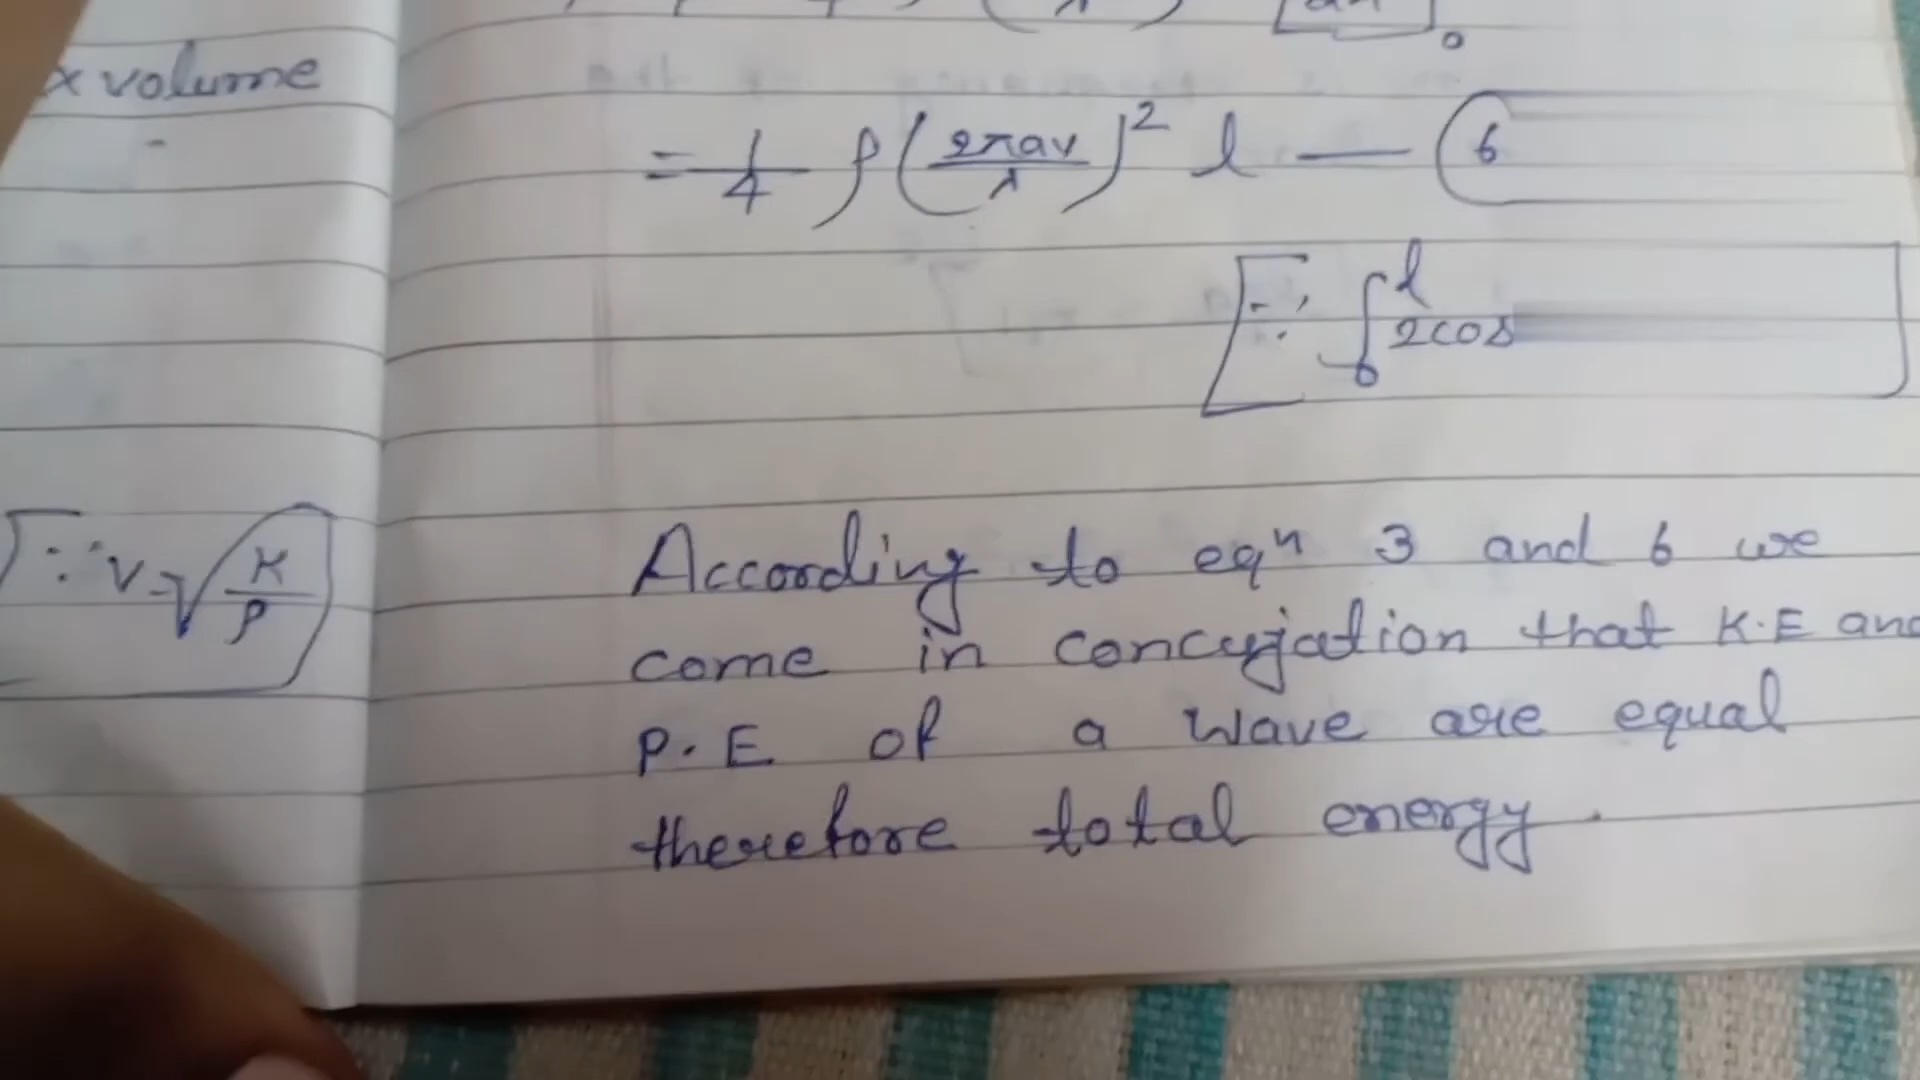 x volume
∵ v = √(K/ρ)
= 1/4 ρ (2πav/λ)² l — 6
[∵ ∫₀ˡ 2cos
According to eqⁿ 3 and 6 we
come in concujation that K.E and
P.E of a wave are equal
therefore total energy.